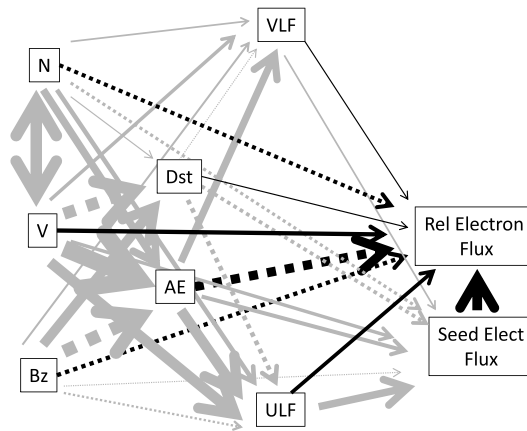 VLF
N
Dst
V
Rel Electron
Flux
AE
Seed Elect
Flux
Bz
ULF